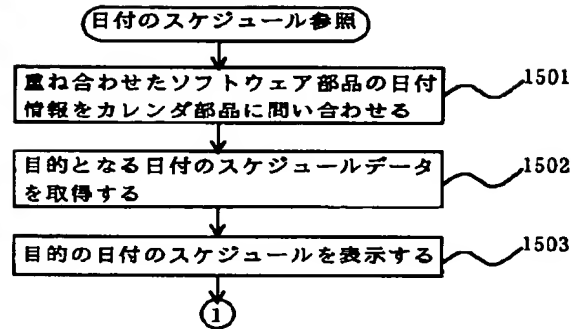 日付のスケジュール参照
重ね合わせたソフトウェア部品の日付
情報をカレンダ部品に問い合わせる
1501
目的となる日付のスケジュールデータ
を取得する
1502
目的の日付のスケジュールを表示する
1503
1